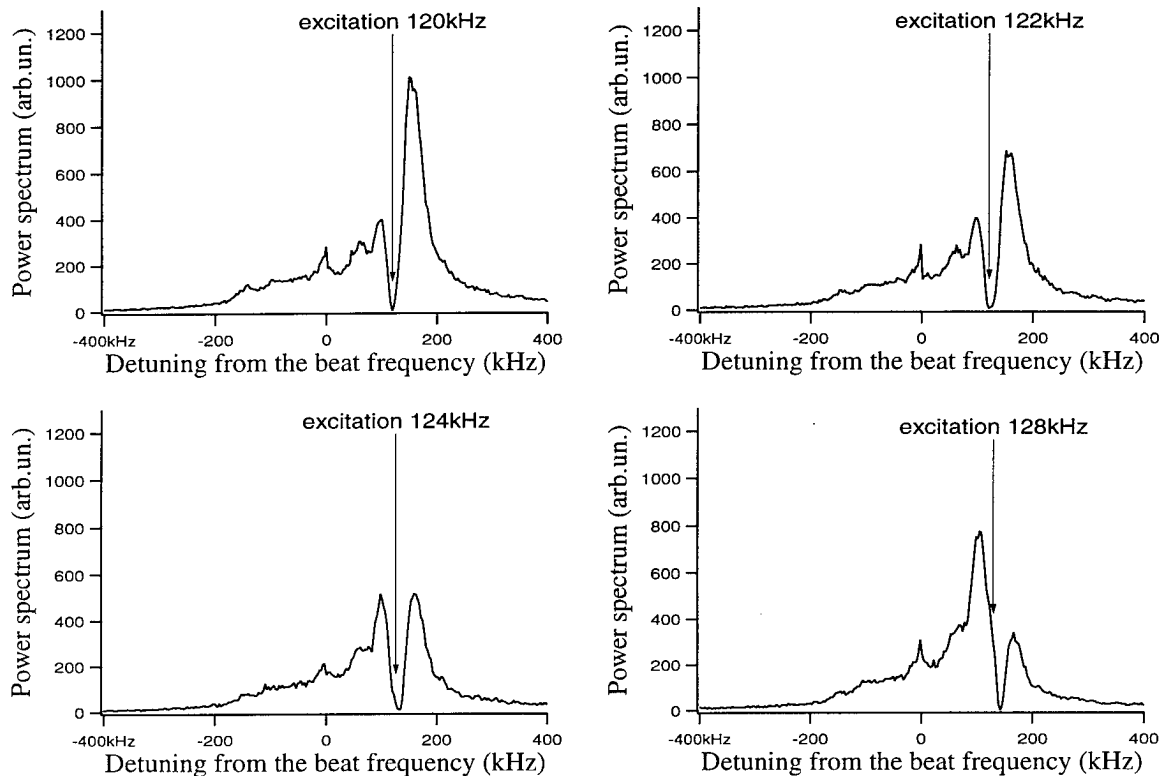 excitation 120kHz
1200
1000
800
600
400
200
0
Power spectrum (arb.un.)
-400kHz -200 0 200 400
Detuning from the beat frequency (kHz)
excitation 122kHz
1200
1000
800
600
400
200
0
Power spectrum (arb.un.)
-400kHz -200 0 200 400
Detuning from the beat frequency (kHz)
excitation 124kHz
1200
1000
800
600
400
200
0
Power spectrum (arb.un.)
-400kHz -200 0 200 400
Detuning from the beat frequency (kHz)
excitation 128kHz
1200
1000
800
600
400
200
0
Power spectrum (arb.un.)
-400kHz -200 0 200 400
Detuning from the beat frequency (kHz)